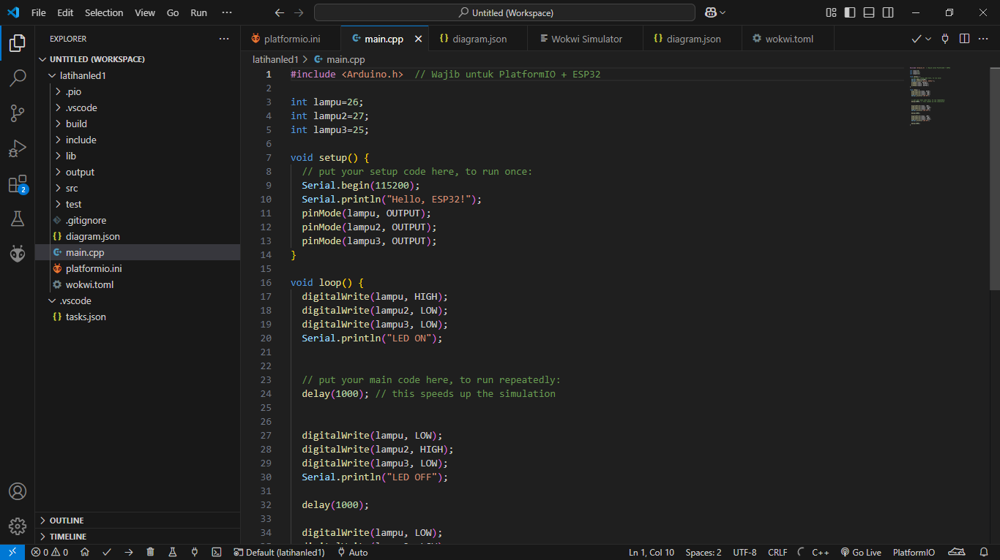 File Edit Selection View Go Run ··· Untitled (Workspace)
EXPLORER ···
UNTITLED (WORKSPACE)
latihanled1
.pio
.vscode
build
include
lib
output
src
test
.gitignore
diagram.json
main.cpp
platformio.ini
wokwi.toml
.vscode
tasks.json
OUTLINE
TIMELINE
2
platformio.ini main.cpp diagram.json Wokwi Simulator diagram.json wokwi.toml
latihanled1 > main.cpp
1 #include <Arduino.h>  // Wajib untuk PlatformIO + ESP32
2
3 int lampu=26;
4 int lampu2=27;
5 int lampu3=25;
6
7 void setup() {
8   // put your setup code here, to run once:
9   Serial.begin(115200);
10   Serial.println("Hello, ESP32!");
11   pinMode(lampu, OUTPUT);
12   pinMode(lampu2, OUTPUT);
13   pinMode(lampu3, OUTPUT);
14 }
15
16 void loop() {
17   digitalWrite(lampu, HIGH);
18   digitalWrite(lampu2, LOW);
19   digitalWrite(lampu3, LOW);
20   Serial.println("LED ON");
21
22
23   // put your main code here, to run repeatedly:
24   delay(1000); // this speeds up the simulation
25
26
27   digitalWrite(lampu, LOW);
28   digitalWrite(lampu2, HIGH);
29   digitalWrite(lampu3, LOW);
30   Serial.println("LED OFF");
31
32   delay(1000);
33
34   digitalWrite(lampu, LOW);
0 0 Default (latihanled1) Auto Ln 1, Col 10 Spaces: 2 UTF-8 CRLF C++ Go Live PlatformIO